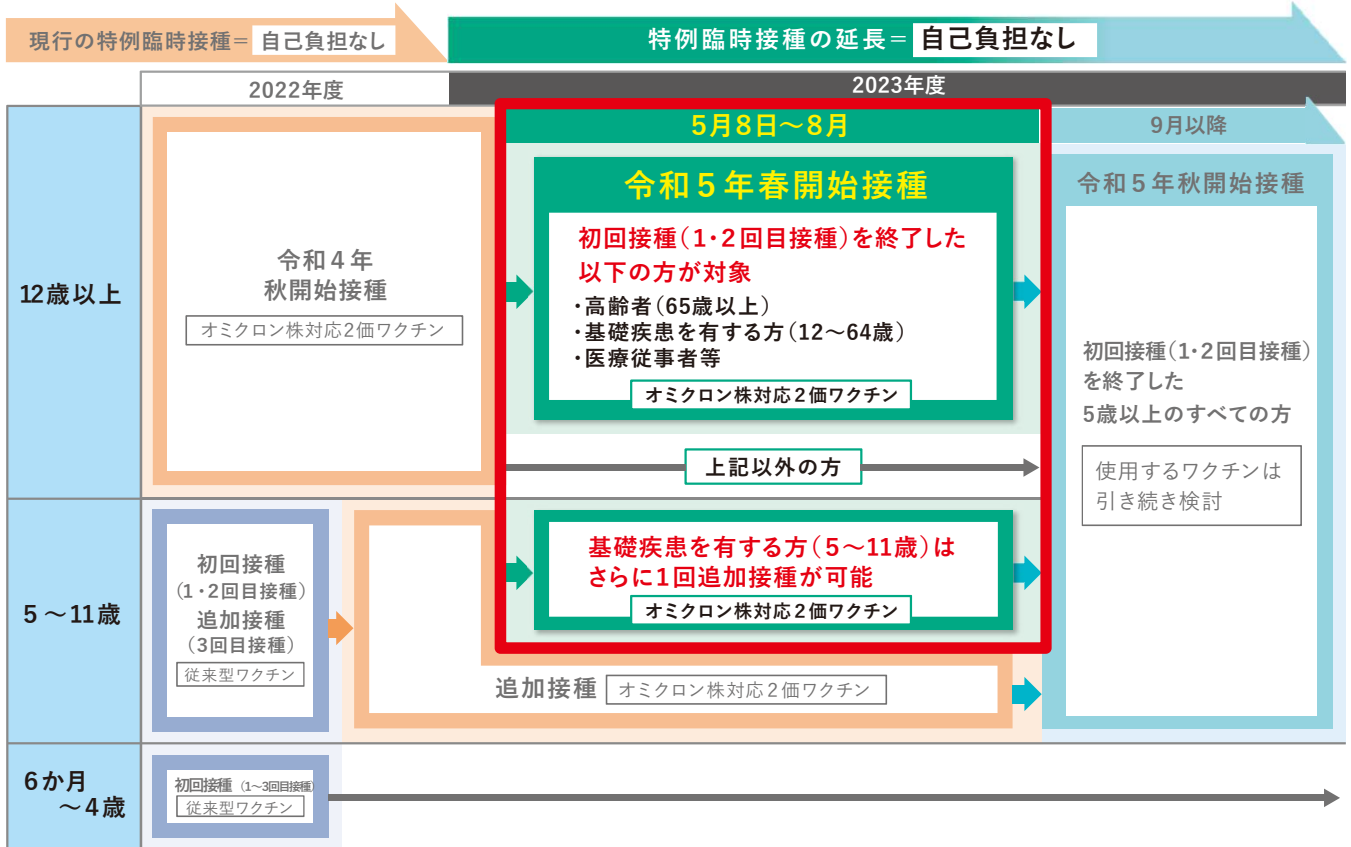 現行の特例臨時接種＝ 自己負担なし
特例臨時接種の延長＝ 自己負担なし
2022年度
2023年度
5月8日～8月
9月以降
12歳以上
令和４年
秋開始接種
オミクロン株対応２価ワクチン
令和５年春開始接種
初回接種（1・２回目接種）を終了した
以下の方が対象
・高齢者（65歳以上）
・基礎疾患を有する方（12～64歳）
・医療従事者等
オミクロン株対応２価ワクチン
上記以外の方
令和５年秋開始接種
初回接種（1・２回目接種）
を終了した
5歳以上のすべての方
使用するワクチンは
引き続き検討
5～11歳
初回接種
（1・２回目接種）
追加接種
（３回目接種）
従来型ワクチン
基礎疾患を有する方（5～11歳）は
さらに１回追加接種が可能
オミクロン株対応２価ワクチン
追加接種 オミクロン株対応２価ワクチン
６か月
～４歳
初回接種（1～3回目接種）
従来型ワクチン